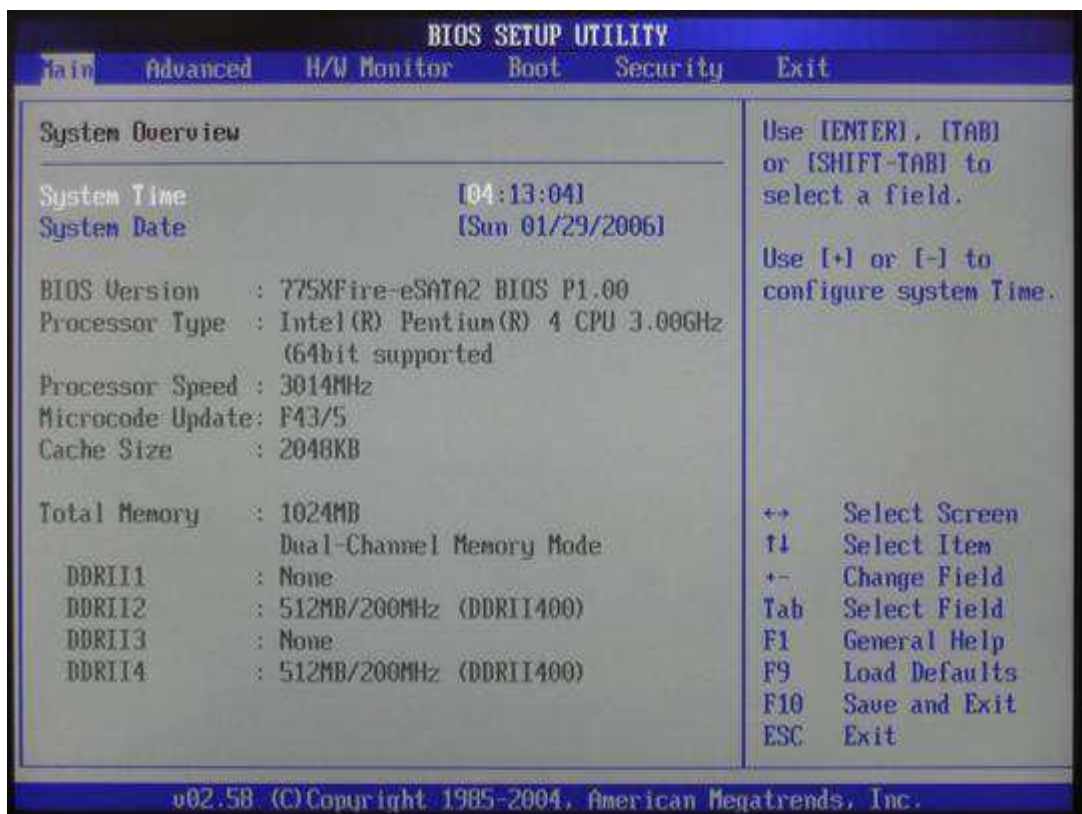 BIOS SETUP UTILITY
Main Advanced H/W Monitor Boot Security Exit
System Overview
System Time [04:13:04]
System Date [Sun 01/29/2006]
BIOS Version : 775XFire-eSATA2 BIOS P1.00
Processor Type : Intel(R) Pentium(R) 4 CPU 3.00GHz
(64bit supported
Processor Speed : 3014MHz
Microcode Update: F43/5
Cache Size : 2048KB
Total Memory : 1024MB
Dual-Channel Memory Mode
DDRII1 : None
DDRII2 : 512MB/200MHz (DDRII400)
DDRII3 : None
DDRII4 : 512MB/200MHz (DDRII400)
Use [ENTER], [TAB]
or [SHIFT-TAB] to
select a field.
Use [+] or [-] to
configure system Time.
←→ Select Screen
↑↓ Select Item
+- Change Field
Tab Select Field
F1 General Help
F9 Load Defaults
F10 Save and Exit
ESC Exit
v02.58 (C)Copyright 1985-2004, American Megatrends, Inc.